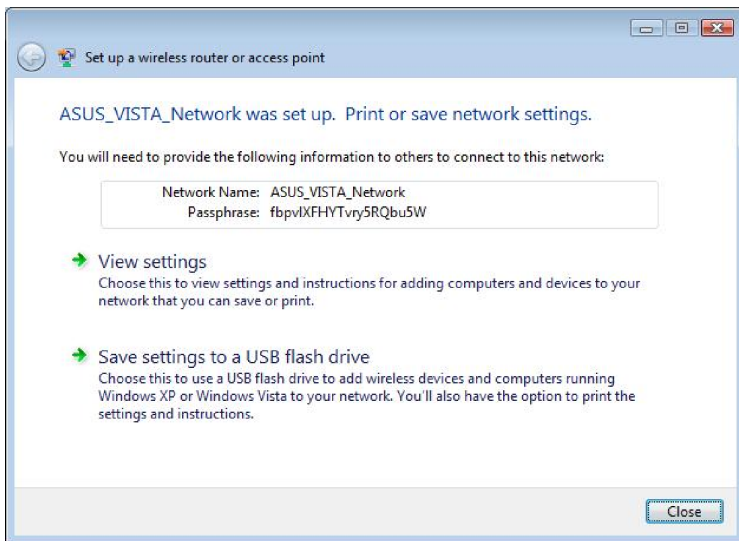 Set up a wireless router or access point
ASUS_VISTA_Network was set up. Print or save network settings.
You will need to provide the following information to others to connect to this network:
Network Name: ASUS_VISTA_Network
Passphrase: fbpvlXFHYTvry5RQbu5W
View settings
Choose this to view settings and instructions for adding computers and devices to your
network that you can save or print.
Save settings to a USB flash drive
Choose this to use a USB flash drive to add wireless devices and computers running
Windows XP or Windows Vista to your network. You'll also have the option to print the
settings and instructions.
Close